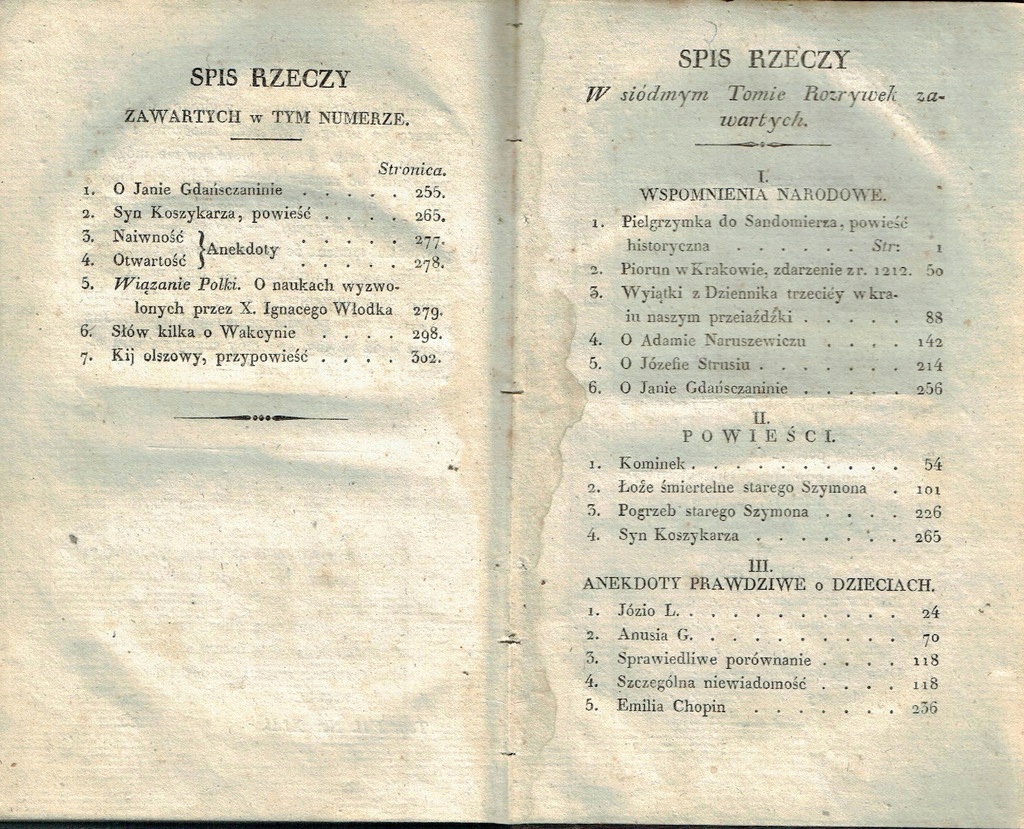 SPIS RZECZY
ZAWARTYCH w TYM NUMERZE.
Stronica.
1. O Janie Gdańsczaninie . . . . . 255.
2. Syn Koszykarza, powieść . . . . 265.
3. Naiwność } Anekdoty . . . . . 277.
4. Otwartość } . . . . . 278.
5. Wiązanie Polki. O naukach wyzwo-
lonych przez X. Ignacego Włodka 279.
6. Słów kilka o Wakcynie . . . . 298.
7. Kij olszowy, przypowieść . . . . 302.
SPIS RZECZY
W siódmym Tomie Rozrywek za-
wartych.
I.
WSPOMNIENIA NARODOWE.
1. Pielgrzymka do Sandomierza, powieść
historyczna . . . . . . Str: 1
2. Piorun w Krakowie, zdarzenie z r. 1212. 50
3. Wyiątki z Dziennika trzeciéy w kra-
iu naszym przeiażdżki . . . . . 88
4. O Adamie Naruszewiczu . . . . 142
5. O Józefie Strusiu . . . . . . . 214
6. O Janie Gdańsczaninie . . . . . 256
II.
POWIEŚCI.
1. Kominek . . . . . . . . . . 54
2. Łoże śmiertelne starego Szymona . 101
3. Pogrzeb starego Szymona . . . . 226
4. Syn Koszykarza . . . . . . . 265
III.
ANEKDOTY PRAWDZIWE o DZIECIACH.
1. Józio L. . . . . . . . . . . 24
2. Anusia G. . . . . . . . . . 70
3. Sprawiedliwe porównanie . . . . 118
4. Szczególna niewiadomość . . . . 118
5. Emilia Chopin . . . . . . . 236